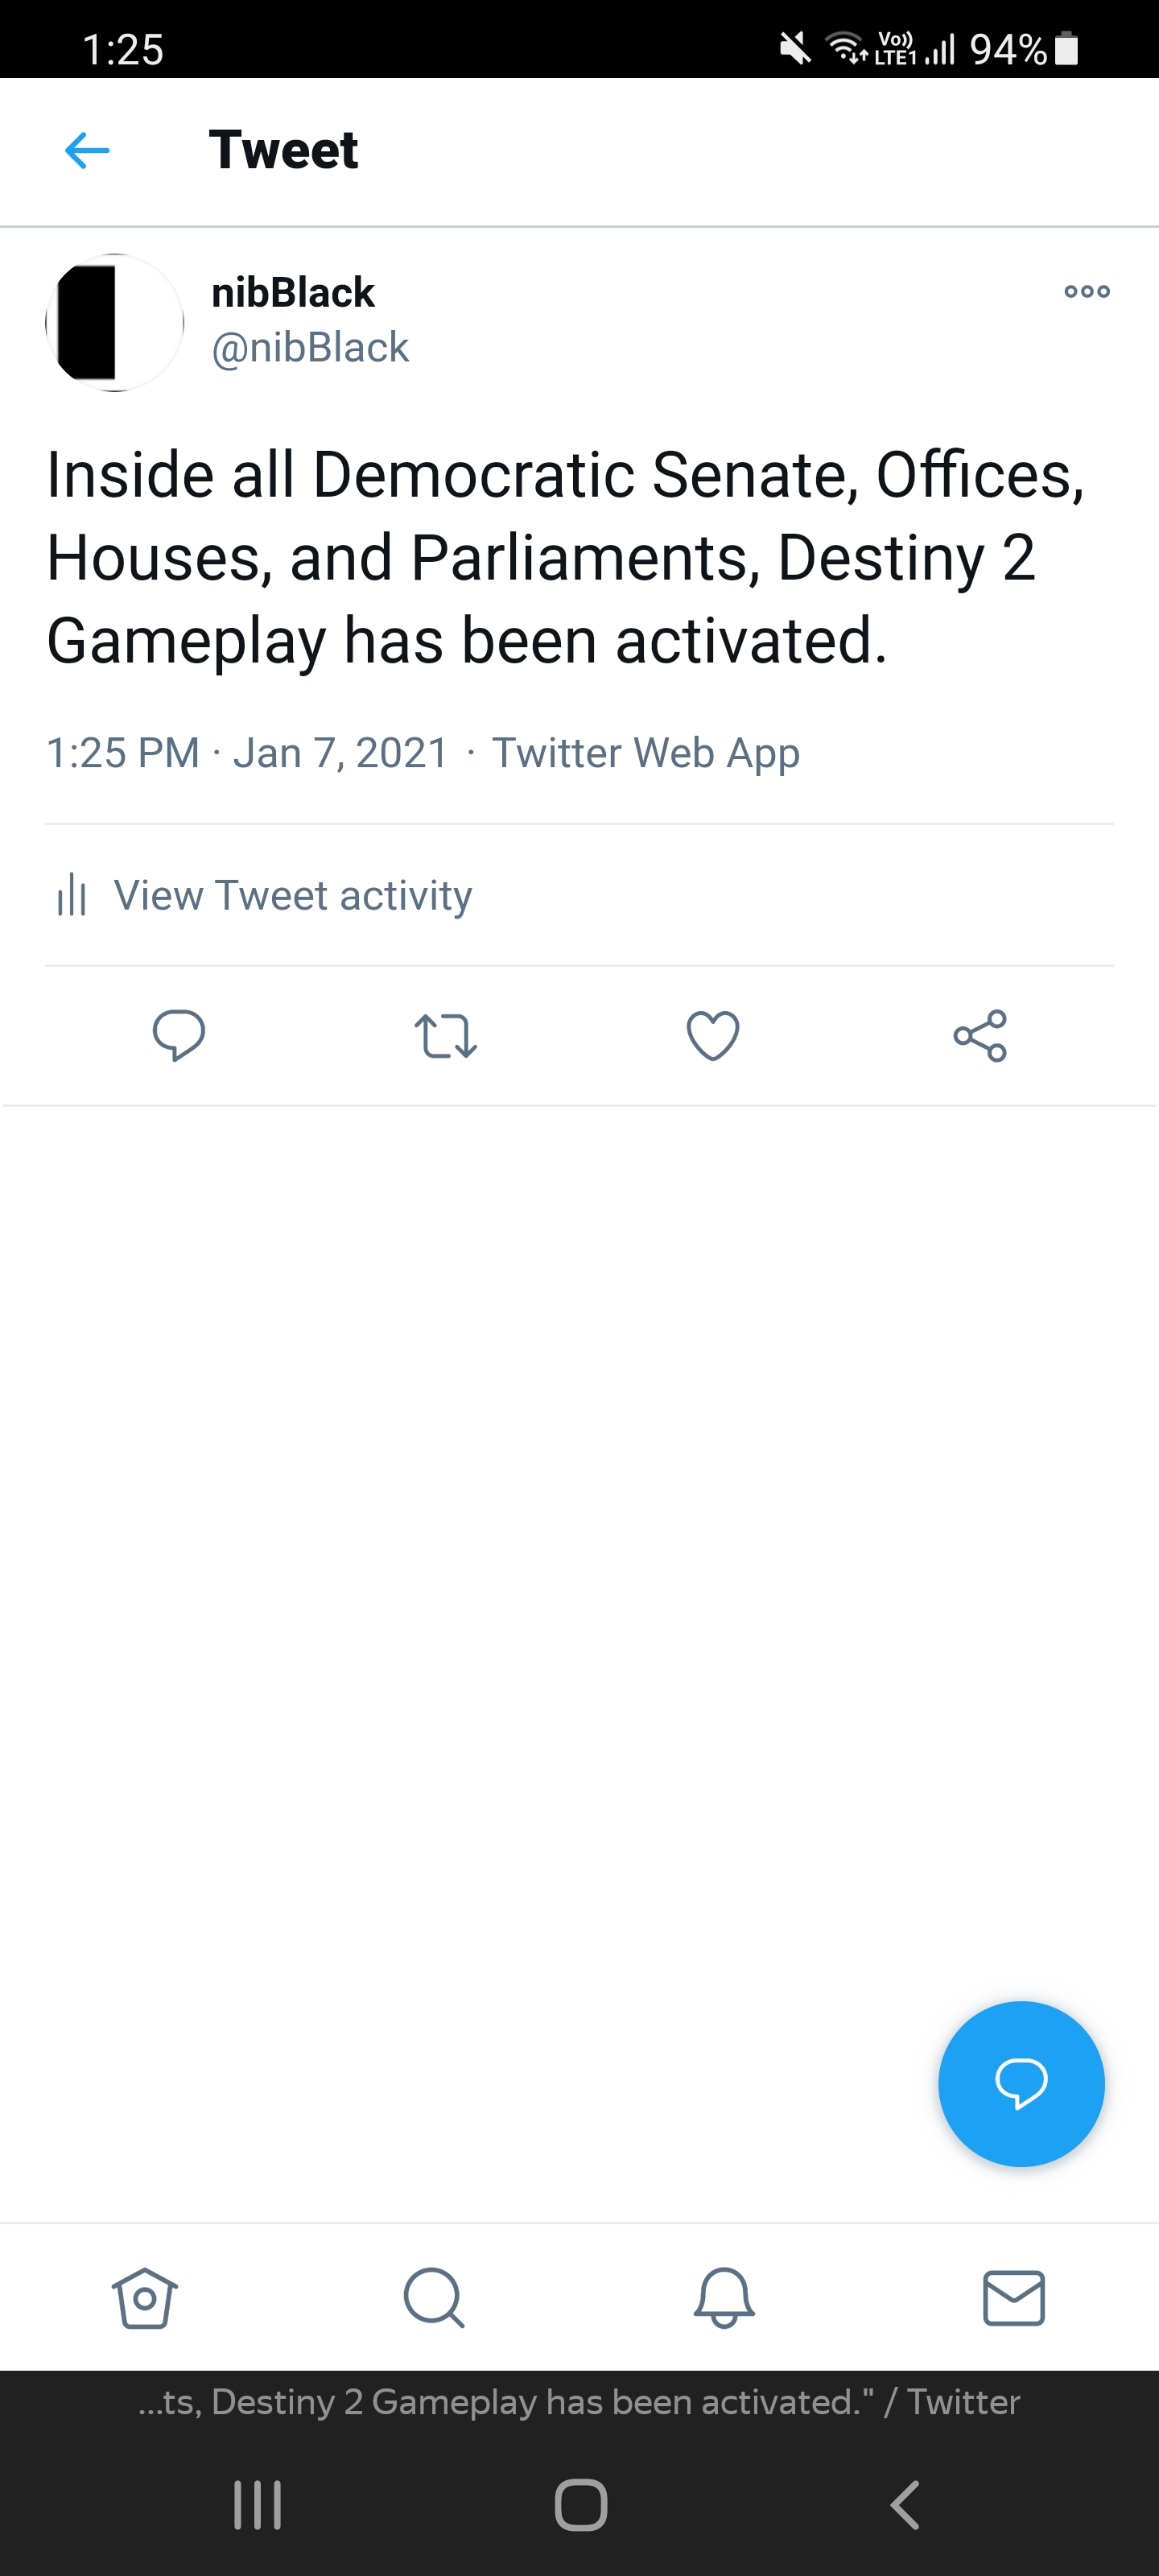 1:25 Vo)) LTE1 94%
Tweet
nibBlack
@nibBlack
Inside all Democratic Senate, Offices,
Houses, and Parliaments, Destiny 2
Gameplay has been activated.
1:25 PM · Jan 7, 2021 · Twitter Web App
View Tweet activity
...ts, Destiny 2 Gameplay has been activated." / Twitter